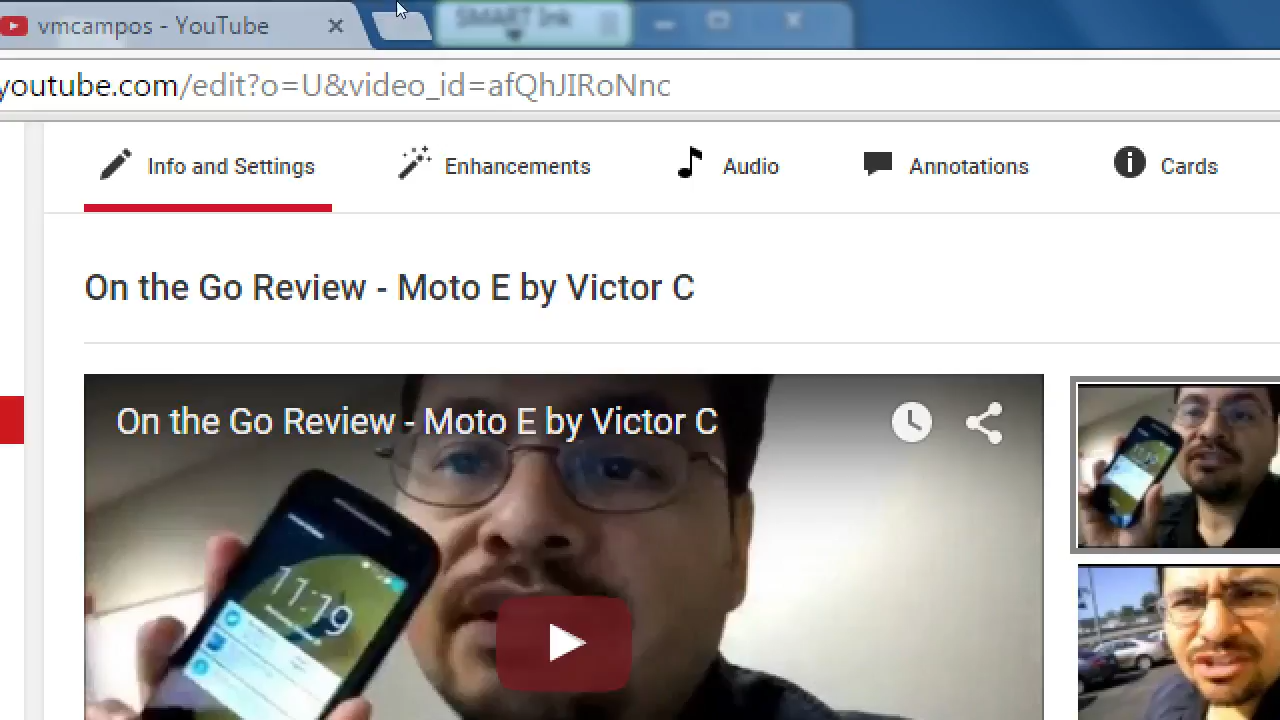 vmcampos - YouTube
SMART Ink
youtube.com/edit?o=U&video_id=afQhJIRoNnc
Info and Settings
Enhancements
Audio
Annotations
Cards
On the Go Review - Moto E by Victor C
On the Go Review - Moto E by Victor C
11:19